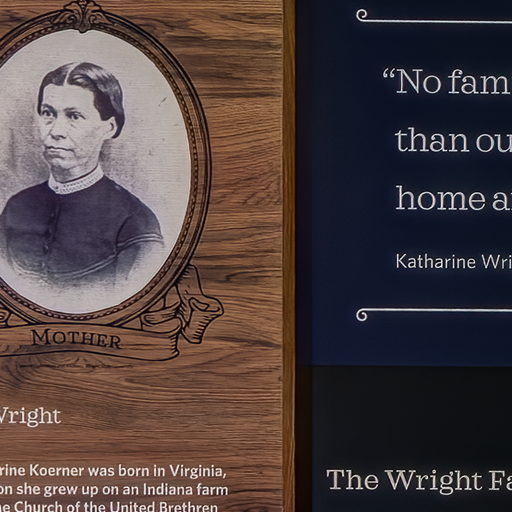 MOTHER
Wright
rine Koerner was born in Virginia,
on she grew up on an Indiana farm
e Church of the United Brethren
“No fam
than ou
home a
Katharine Wri
The Wright Fa